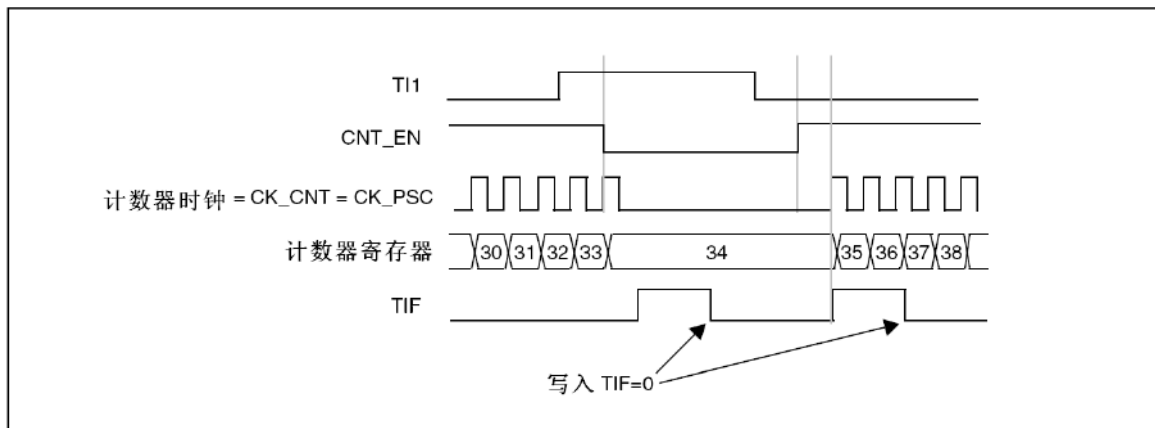 TI1
CNT_EN
计数器时钟 = CK_CNT = CK_PSC
计数器寄存器 30 31 32 33 34 35 36 37 38
TIF
写入 TIF=0